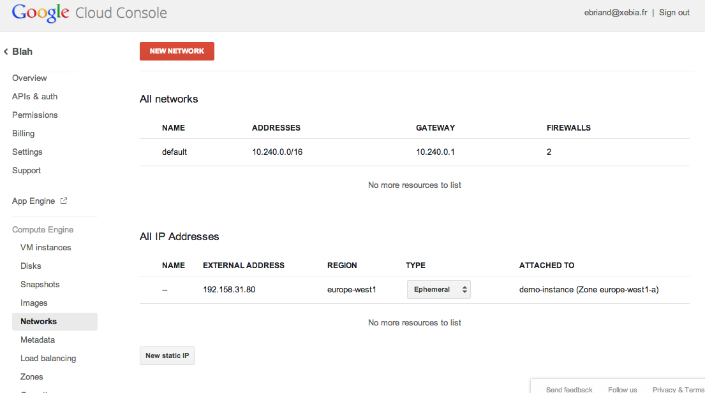 Google Cloud Console
ebriand@xebia.fr | Sign out
Blah
NEW NETWORK
Overview
APIs & auth
Permissions
Billing
Settings
Support
App Engine
Compute Engine
VM instances
Disks
Snapshots
Images
Networks
Metadata
Load balancing
Zones
All networks
NAME ADDRESSES GATEWAY FIREWALLS
default 10.240.0.0/16 10.240.0.1 2
No more resources to list
All IP Addresses
NAME EXTERNAL ADDRESS REGION TYPE ATTACHED TO
-- 192.158.31.80 europe-west1 Ephemeral demo-instance (Zone europe-west1-a)
No more resources to list
New static IP
Send feedback Follow us Privacy & Terms